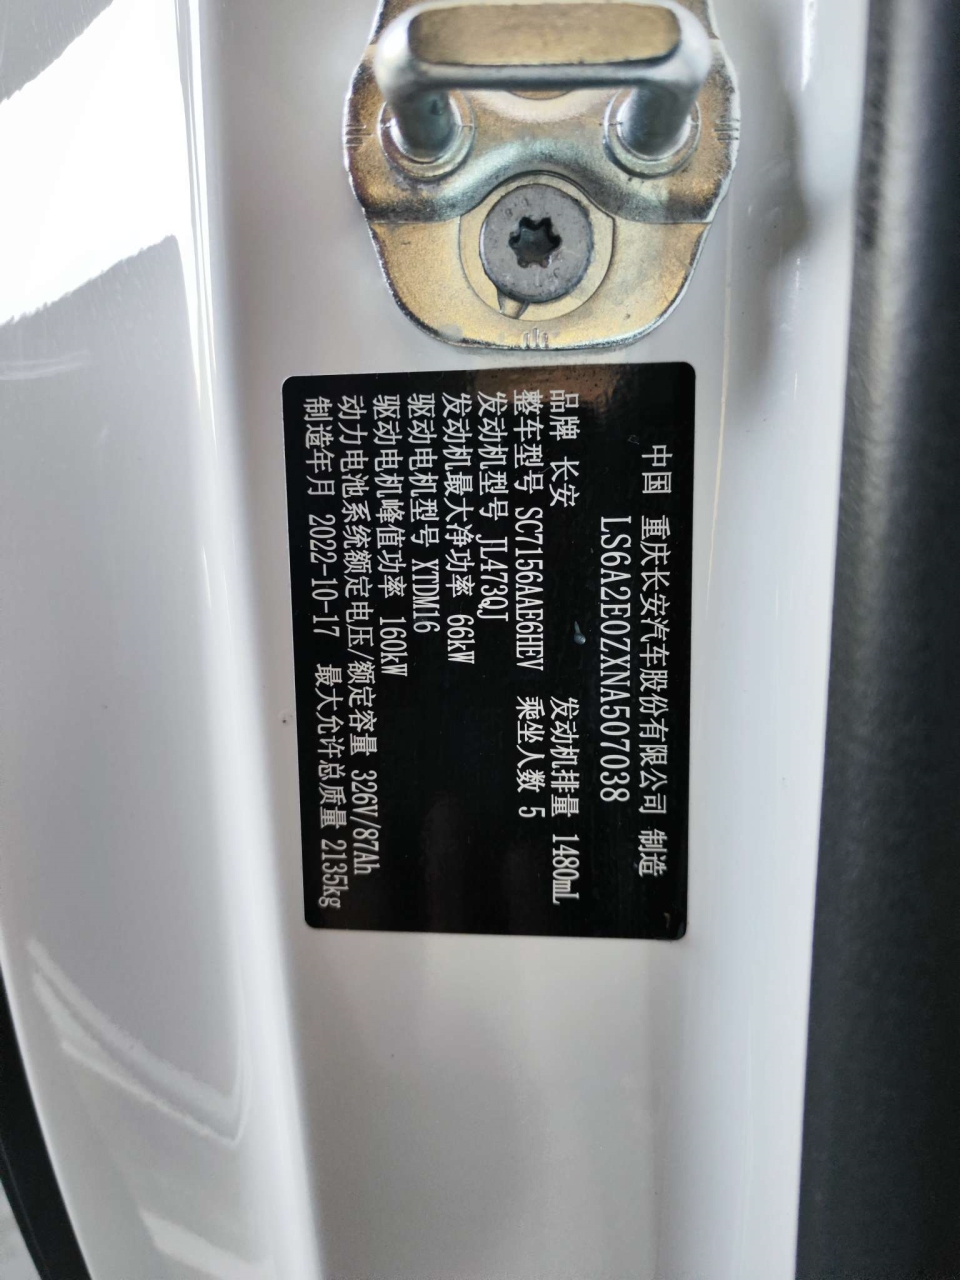 中国 重庆长安汽车股份有限公司 制造
LS6A2E0ZXNA507038
品牌 长安 发动机排量 1480mL
整车型号 SC7156AAE6HEV 乘坐人数 5
发动机型号 JL473QJ
发动机最大净功率 66kW
驱动电机型号 XTDM16
驱动电机峰值功率 160kW
动力电池系统额定电压/额定容量 326V/87Ah
制造年月 2022-10-17 最大允许总质量 2135kg